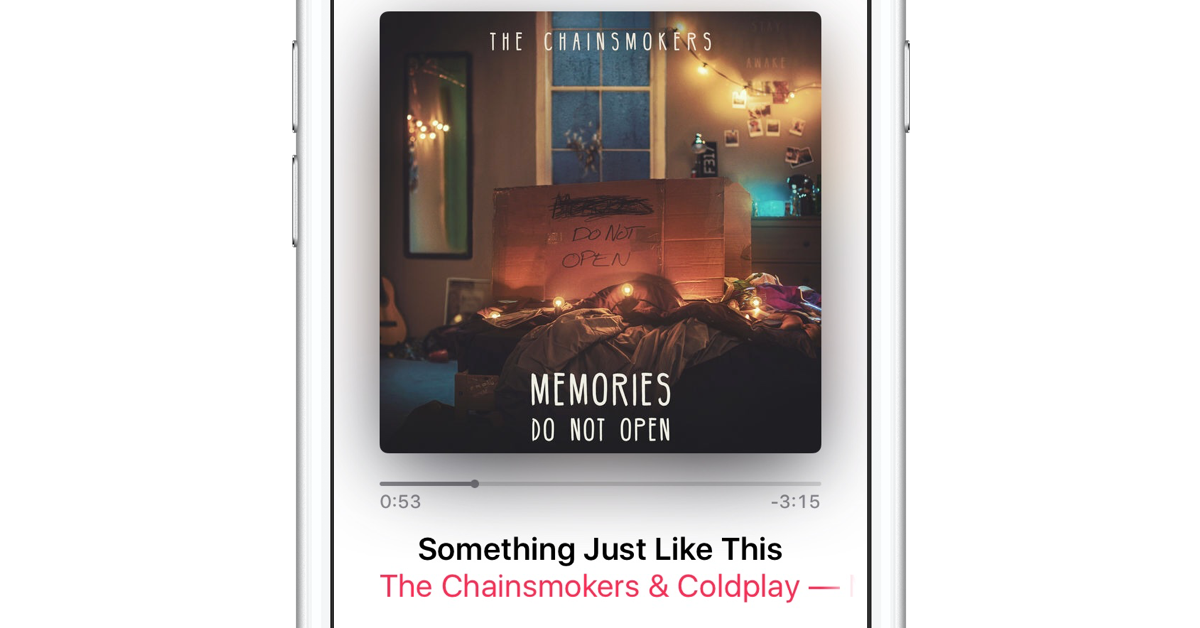 THE CHAINSMOKERS
STAY
AWAKE
F317
DO NOT
OPEN
MEMORIES
DO NOT OPEN
0:53
-3:15
Something Just Like This
The Chainsmokers & Coldplay —